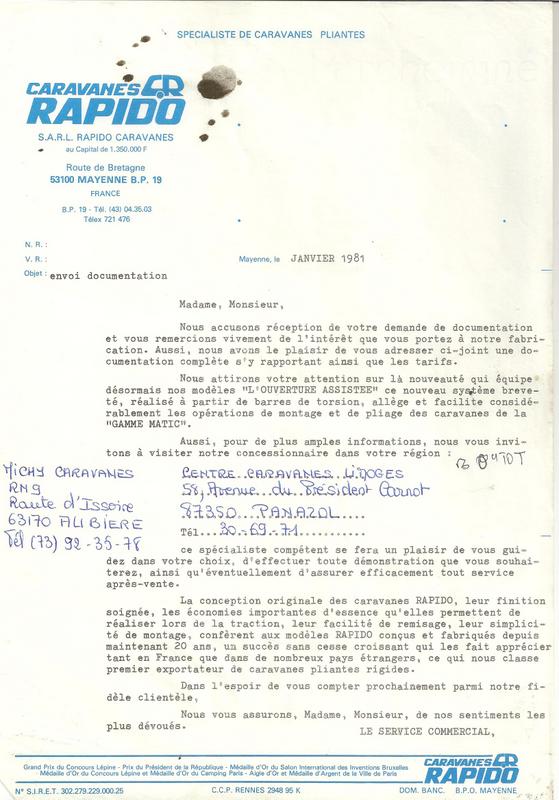 SPECIALISTE DE CARAVANES PLIANTES
CARAVANES
RAPIDO
S.A.R.L. RAPIDO CARAVANES
au Capital de 1.350.000 F
Route de Bretagne
53100 MAYENNE B.P. 19
FRANCE
B.P. 19 - Tél. (43) 04.35.03
Télex 721 476
N. R. :
V. R. :
Mayenne, le JANVIER 1981
Objet : envoi documentation
Madame, Monsieur,
Nous accusons réception de votre demande de documentation
et vous remercions vivement de l'intérêt que vous portez à notre fabri-
cation. Aussi, nous avons le plaisir de vous adresser ci-joint une do-
cumentation complète s'y rapportant ainsi que les tarifs.
Nous attirons votre attention sur là nouveauté qui équipe
désormais nos modèles "L'OUVERTURE ASSISTEE" ce nouveau système breve-
té, réalisé à partir de barres de torsion, allège et facilite considé-
rablement les opérations de montage et de pliage des caravanes de la
"GAMME MATIC".
Aussi, pour de plus amples informations, nous vous invi-
tons à visiter notre concessionnaire dans votre région :
VICHY CARAVANES
RN9
Route d'Issoire
63170 AUBIERE
Tél (73) 92-35-78
CENTRE CARAVANES LIMOGES
58, Avenue du Président Carnot
87350 PANAZOL
Tél. 30-69-71
ce spécialiste compétent se fera un plaisir de vous gui-
dez dans votre choix, d'effectuer toute démonstration que vous souhai-
terez, ainsi qu'éventuellement d'assurer efficacement tout service
après-vente.
La conception originale des caravanes RAPIDO, leur finition
soignée, les économies importantes d'essence qu'elles permettent de
réaliser lors de la traction, leur facilité de remisage, leur simplici-
té de montage, confèrent aux modèles RAPIDO conçus et fabriqués depuis
maintenant 20 ans, un succès sans cesse croissant qui les fait apprécier
tant en France que dans de nombreux pays étrangers, ce qui nous classe
premier exportateur de caravanes pliantes rigides.
Dans l'espoir de vous compter prochainement parmi notre fi-
dèle clientèle,
Nous vous assurons, Madame, Monsieur, de nos sentiments les
plus dévoués.
LE SERVICE COMMERCIAL,
Grand Prix du Concours Lépine - Prix du Président de la République - Médaille d'Or du Salon International des Inventions Bruxelles
Médaille d'Or du Concours Lépine et Médaille d'Or du Camping Paris - Aigle d'Or et Médaille d'Argent de la Ville de Paris
CARAVANES
RAPIDO
N° S.I.R.E.T. 302.279.229.000.25
C.C.P. RENNES 2948 95 K
DOM. BANC. B.P.O. MAYENNE